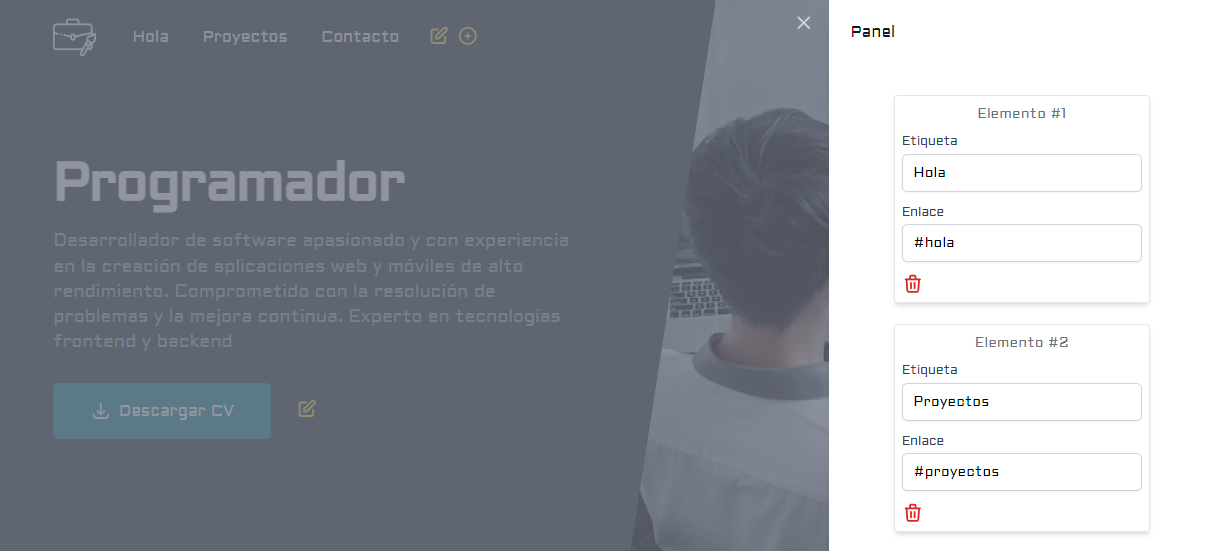 Hola Proyectos Contacto
Programador
Desarrollador de software apasionado y con experiencia
en la creación de aplicaciones web y móviles de alto
rendimiento. Comprometido con la resolución de
problemas y la mejora continua. Experto en tecnologías
frontend y backend
Descargar CV
Panel
Elemento #1
Etiqueta
Hola
Enlace
#hola
Elemento #2
Etiqueta
Proyectos
Enlace
#proyectos